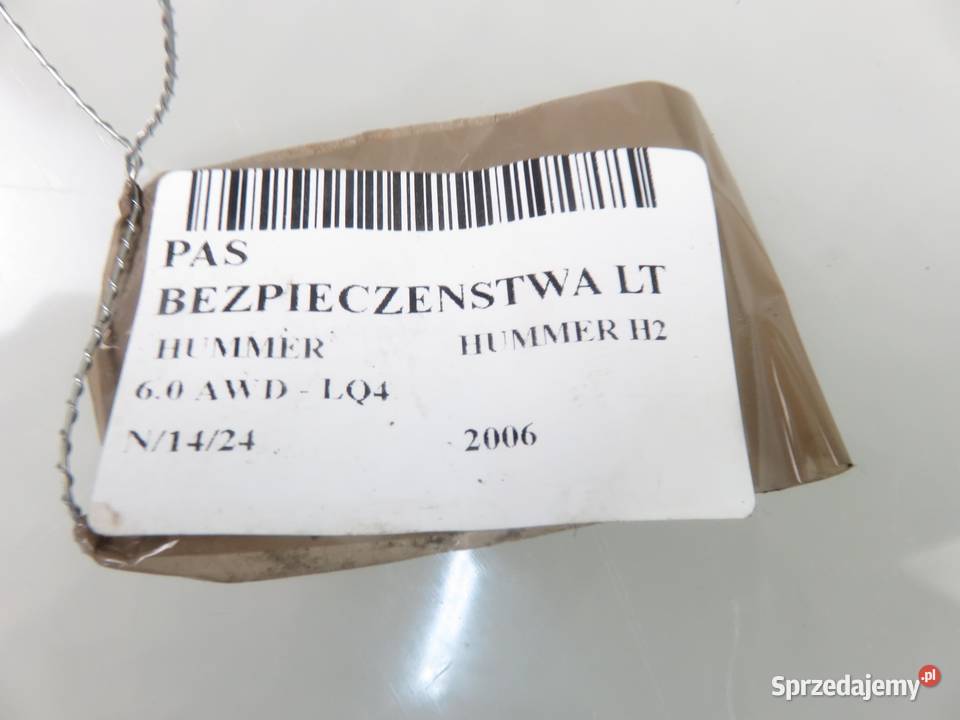 PAS
BEZPIECZENSTWA LT
HUMMER HUMMER H2
6.0 AWD - LQ4
N/14/24 2006
Sprzedajemy.pl